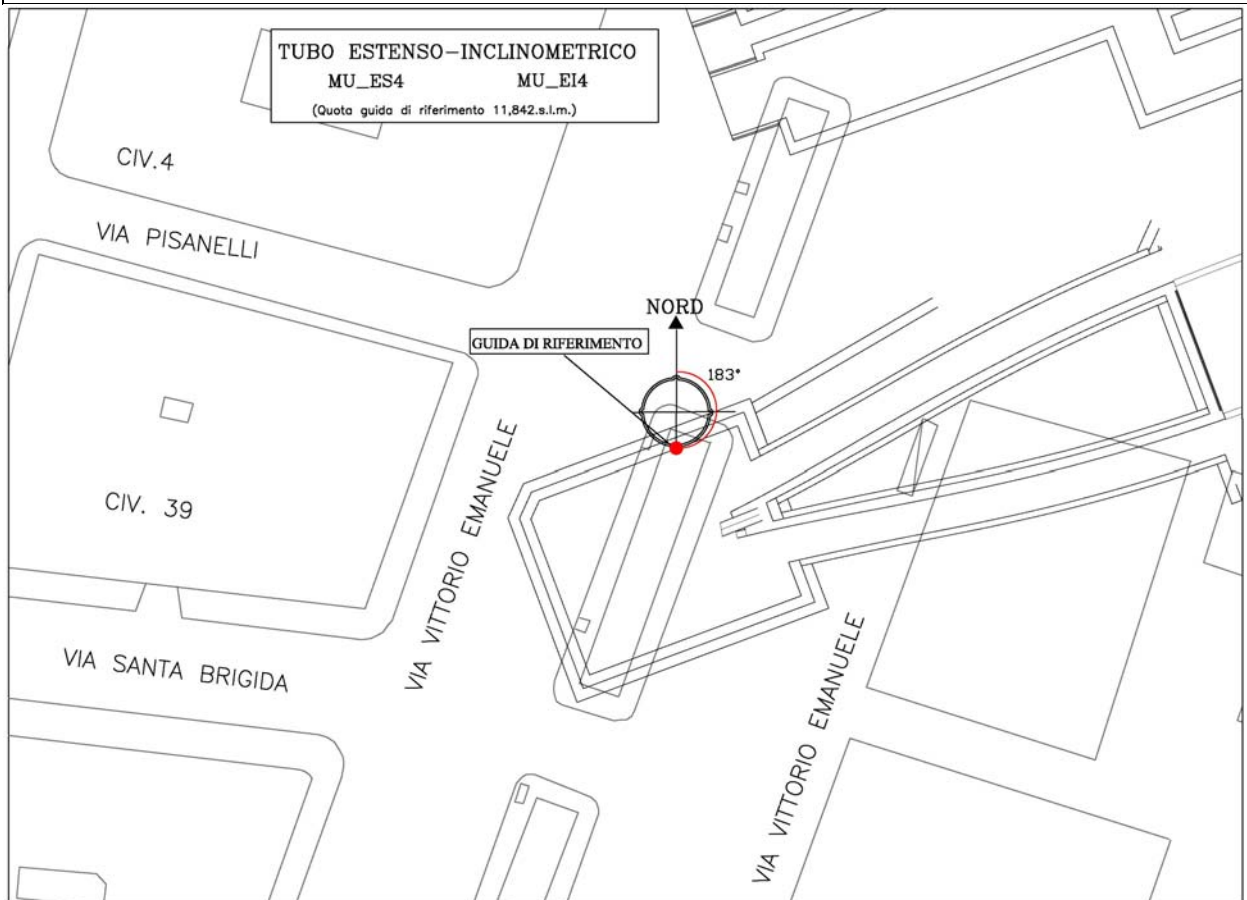 TUBO ESTENSO-INCLINOMETRICO
MU_ES4 MU_EI4
(Quota guida di riferimento 11,842.s.l.m.)
CIV.4
VIA PISANELLI
NORD
GUIDA DI RIFERIMENTO
183°
CIV. 39
VIA VITTORIO EMANUELE
VIA SANTA BRIGIDA
VIA VITTORIO EMANUELE